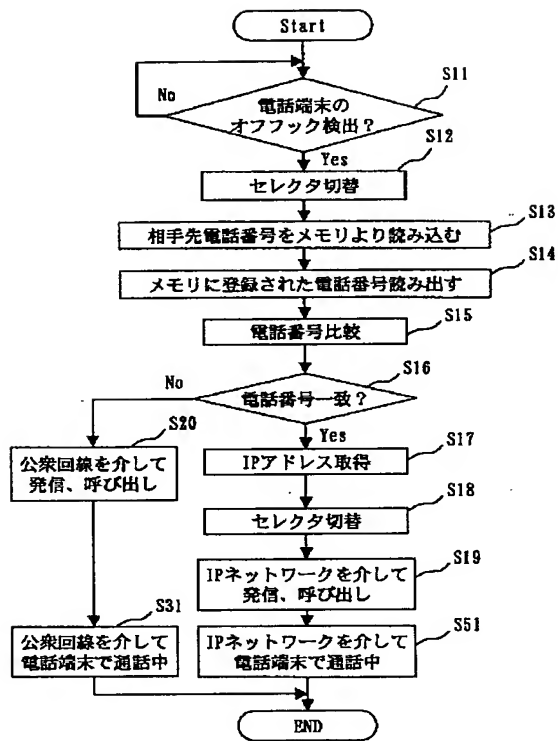 Start
S11
No
電話端末の
オフフック検出？
Yes
S12
セレクタ切替
S13
相手先電話番号をメモリより読み込む
S14
メモリに登録された電話番号読み出す
S15
電話番号比較
S16
No
電話番号一致？
Yes
S20
公衆回線を介して
発信、呼び出し
S17
IPアドレス取得
S18
セレクタ切替
S19
IPネットワークを介して
発信、呼び出し
S31
公衆回線を介して
電話端末で通話中
S51
IPネットワークを介して
電話端末で通話中
END